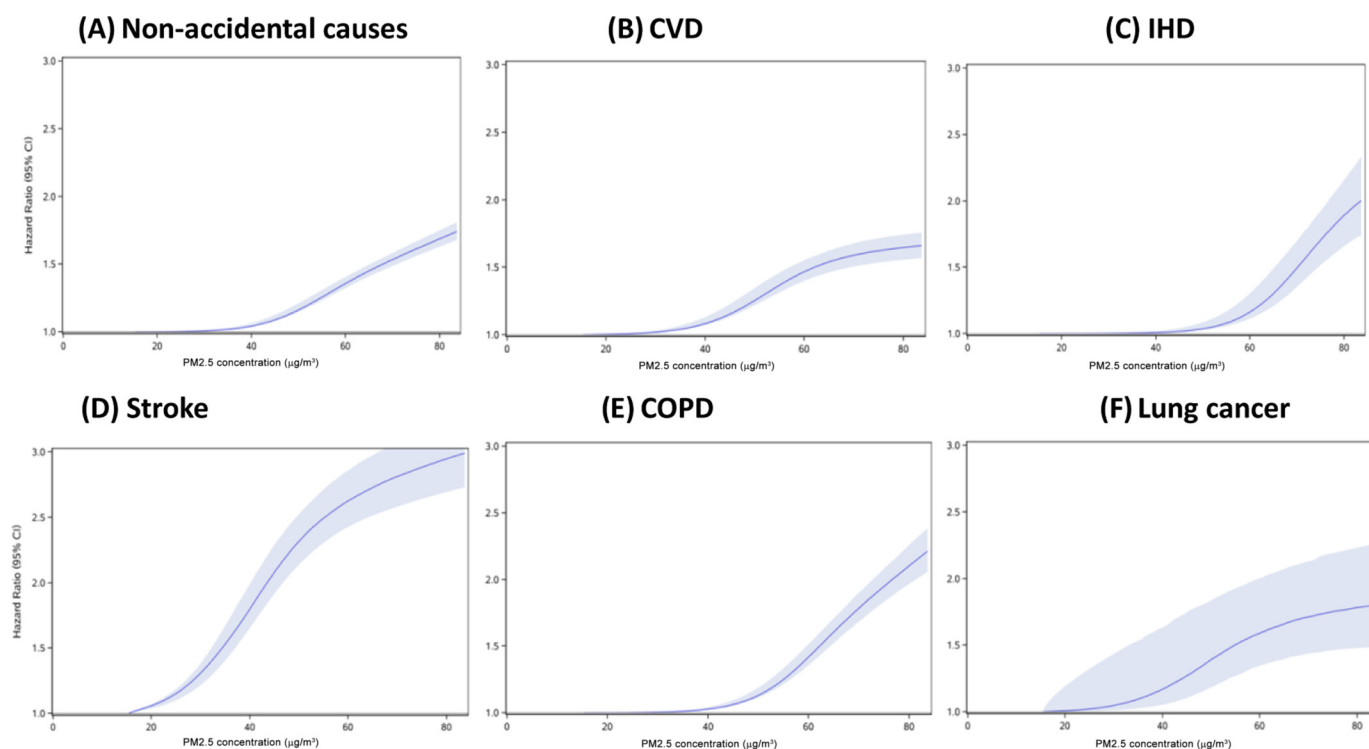 (A) Non-accidental causes
(B) CVD
(C) IHD
3.0
2.5
2.0
1.5
1.0
Hazard Ratio (95% CI)
0 20 40 60 80
PM2.5 concentration (µg/m³)
3.0
2.5
2.0
1.5
1.0
0 20 40 60 80
PM2.5 concentration (µg/m³)
3.0
2.5
2.0
1.5
1.0
0 20 40 60 80
PM2.5 concentration (µg/m³)
(D) Stroke
(E) COPD
(F) Lung cancer
3.0
2.5
2.0
1.5
1.0
Hazard Ratio (95% CI)
0 20 40 60 80
PM2.5 concentration (µg/m³)
3.0
2.5
2.0
1.5
1.0
0 20 40 60 80
PM2.5 concentration (µg/m³)
3.0
2.5
2.0
1.5
1.0
0 20 40 60 80
PM2.5 concentration (µg/m³)